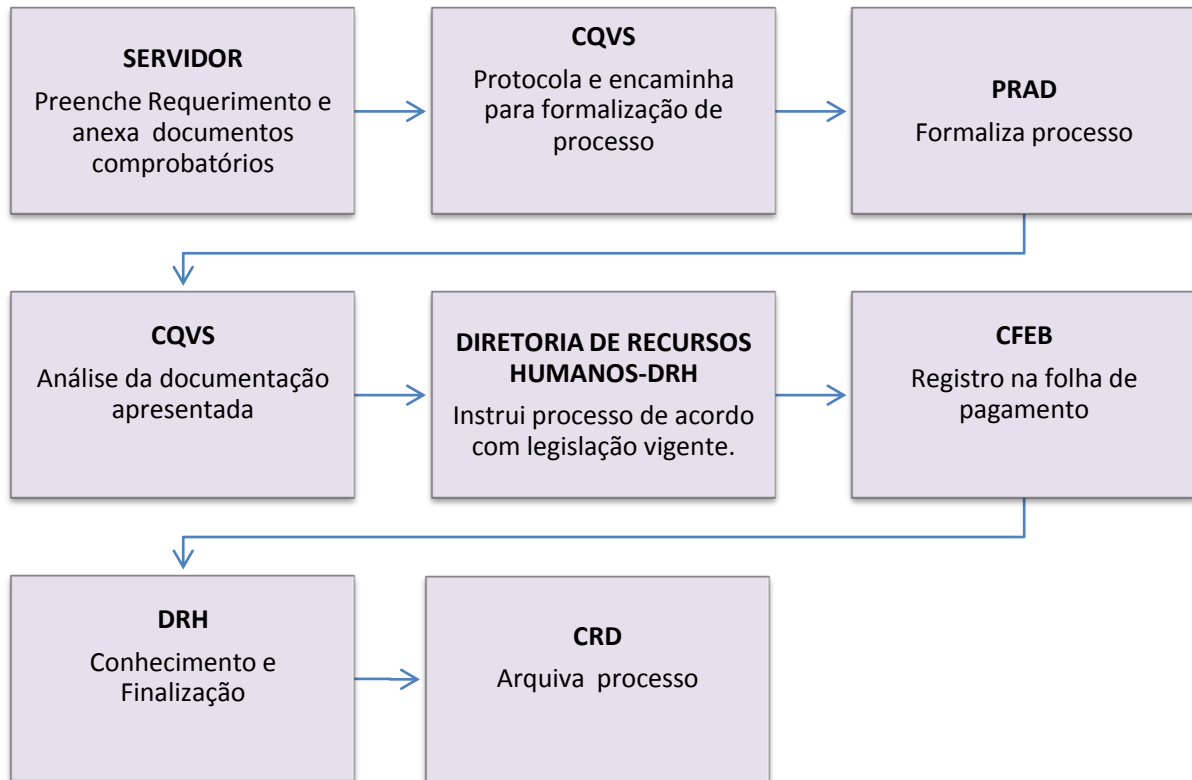 SERVIDOR
Preenche Requerimento e
anexa documentos
comprobatórios
CQVS
Protocola e encaminha
para formalização de
processo
PRAD
Formaliza processo
CQVS
Análise da documentação
apresentada
DIRETORIA DE RECURSOS
HUMANOS-DRH
Instrui processo de acordo
com legislação vigente.
CFEB
Registro na folha de
pagamento
DRH
Conhecimento e
Finalização
CRD
Arquiva processo